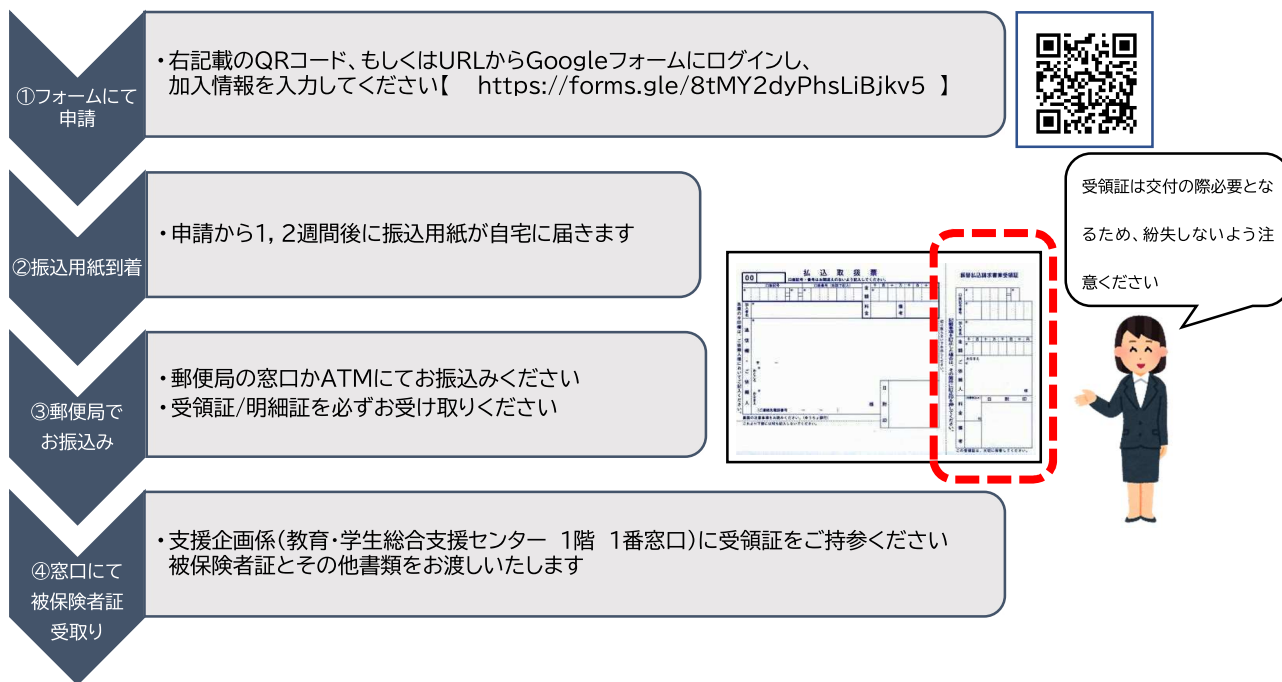 ①フォームにて
申請
・右記載のQRコード、もしくはURLからGoogleフォームにログインし、
加入情報を入力してください【 https://forms.gle/8tMY2dyPhsLiBjkv5 】
②振込用紙到着
・申請から1,2週間後に振込用紙が自宅に届きます
受領証は交付の際必要とな
るため、紛失しないよう注
意ください
00
払込取扱票
振替払込請求書兼受領証
③郵便局で
お振込み
・郵便局の窓口かATMにてお振込みください
・受領証/明細証を必ずお受け取りください
④窓口にて
被保険者証
受取り
・支援企画係(教育・学生総合支援センター 1階 1番窓口)に受領証をご持参ください
被保険者証とその他書類をお渡しいたします